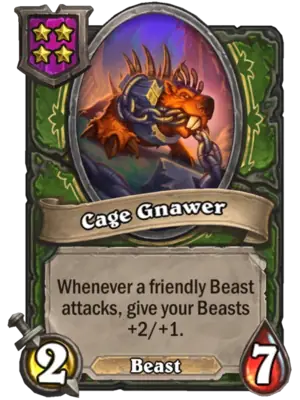 Cage Gnawer
Whenever a friendly Beast
attacks, give your Beasts
+2/+1.
2
Beast
7